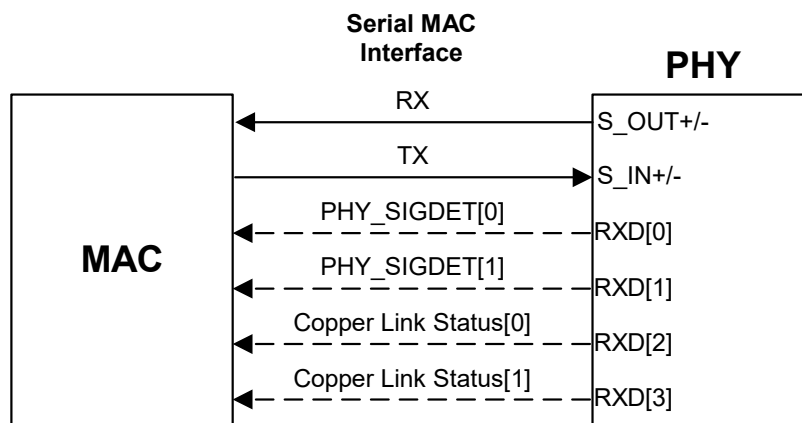 Serial MAC
Interface
PHY
RX
S_OUT+/-
TX
S_IN+/-
PHY_SIGDET[0]
RXD[0]
MAC
PHY_SIGDET[1]
RXD[1]
Copper Link Status[0]
RXD[2]
Copper Link Status[1]
RXD[3]